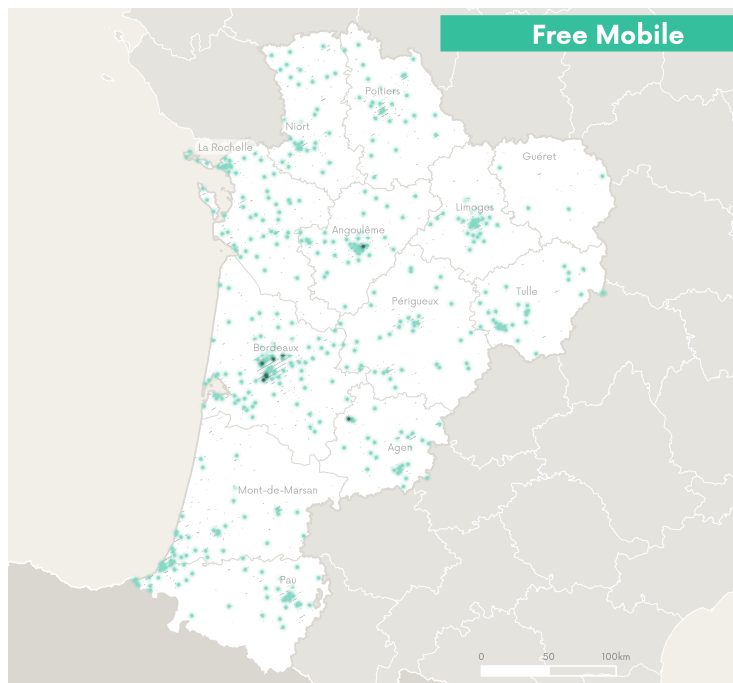 Free Mobile
Poitiers
Niort
La Rochelle
Guéret
Limoges
Angoulême
Tulle
Périgueux
Bordeaux
Agen
Mont-de-Marsan
Pau
0 50 100km